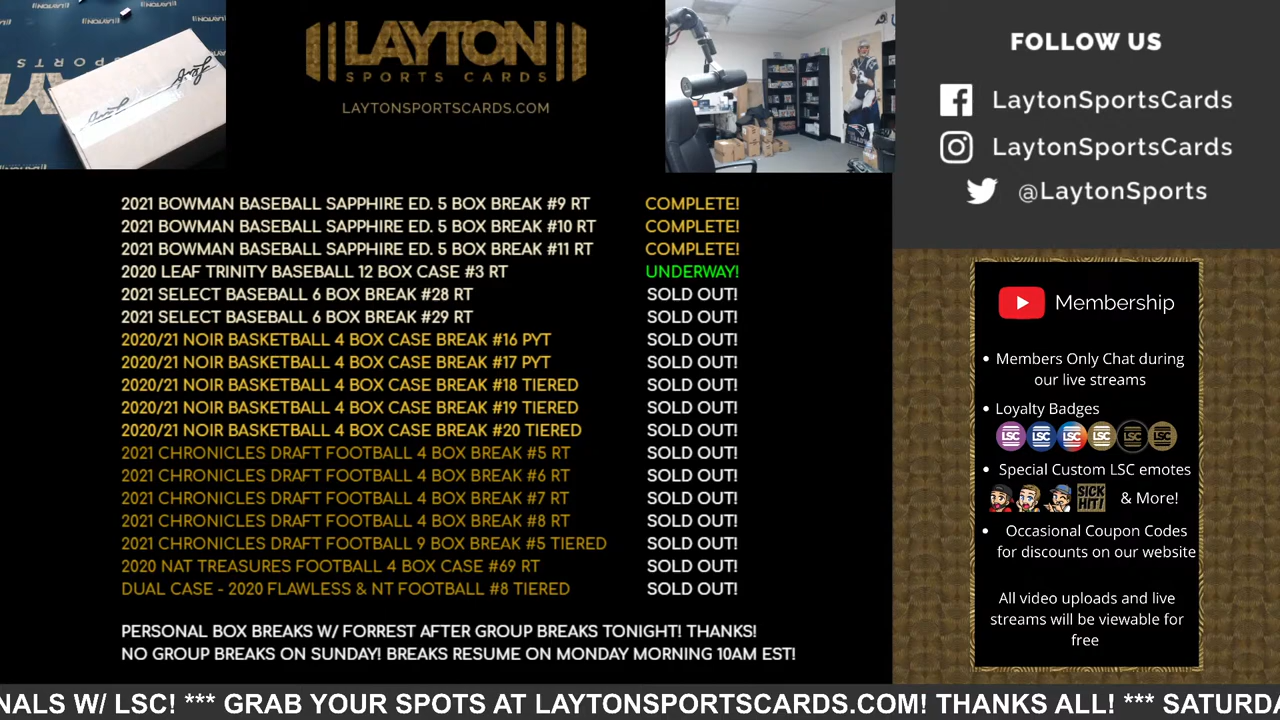 LAYTON
SPORTS CARDS
LAYTONSPORTSCARDS.COM
FOLLOW US
LaytonSportsCards
LaytonSportsCards
@LaytonSports
2021 BOWMAN BASEBALL SAPPHIRE ED. 5 BOX BREAK #9 RT COMPLETE!
2021 BOWMAN BASEBALL SAPPHIRE ED. 5 BOX BREAK #10 RT COMPLETE!
2021 BOWMAN BASEBALL SAPPHIRE ED. 5 BOX BREAK #11 RT COMPLETE!
2020 LEAF TRINITY BASEBALL 12 BOX CASE #3 RT UNDERWAY!
2021 SELECT BASEBALL 6 BOX BREAK #28 RT SOLD OUT!
2021 SELECT BASEBALL 6 BOX BREAK #29 RT SOLD OUT!
2020/21 NOIR BASKETBALL 4 BOX CASE BREAK #16 PYT SOLD OUT!
2020/21 NOIR BASKETBALL 4 BOX CASE BREAK #17 PYT SOLD OUT!
2020/21 NOIR BASKETBALL 4 BOX CASE BREAK #18 TIERED SOLD OUT!
2020/21 NOIR BASKETBALL 4 BOX CASE BREAK #19 TIERED SOLD OUT!
2020/21 NOIR BASKETBALL 4 BOX CASE BREAK #20 TIERED SOLD OUT!
2021 CHRONICLES DRAFT FOOTBALL 4 BOX BREAK #5 RT SOLD OUT!
2021 CHRONICLES DRAFT FOOTBALL 4 BOX BREAK #6 RT SOLD OUT!
2021 CHRONICLES DRAFT FOOTBALL 4 BOX BREAK #7 RT SOLD OUT!
2021 CHRONICLES DRAFT FOOTBALL 4 BOX BREAK #8 RT SOLD OUT!
2021 CHRONICLES DRAFT FOOTBALL 9 BOX BREAK #5 TIERED SOLD OUT!
2020 NAT TREASURES FOOTBALL 4 BOX CASE #69 RT SOLD OUT!
DUAL CASE - 2020 FLAWLESS & NT FOOTBALL #8 TIERED SOLD OUT!
PERSONAL BOX BREAKS W/ FORREST AFTER GROUP BREAKS TONIGHT! THANKS!
NO GROUP BREAKS ON SUNDAY! BREAKS RESUME ON MONDAY MORNING 10AM EST!
Membership
• Members Only Chat during
our live streams
• Loyalty Badges
LSC LSC LSC LSC LSC LSC
• Special Custom LSC emotes
SICK HIT! & More!
• Occasional Coupon Codes
for discounts on our website
All video uploads and live
streams will be viewable for
free
NALS W/ LSC! *** GRAB YOUR SPOTS AT LAYTONSPORTSCARDS.COM! THANKS ALL! *** SATURDA